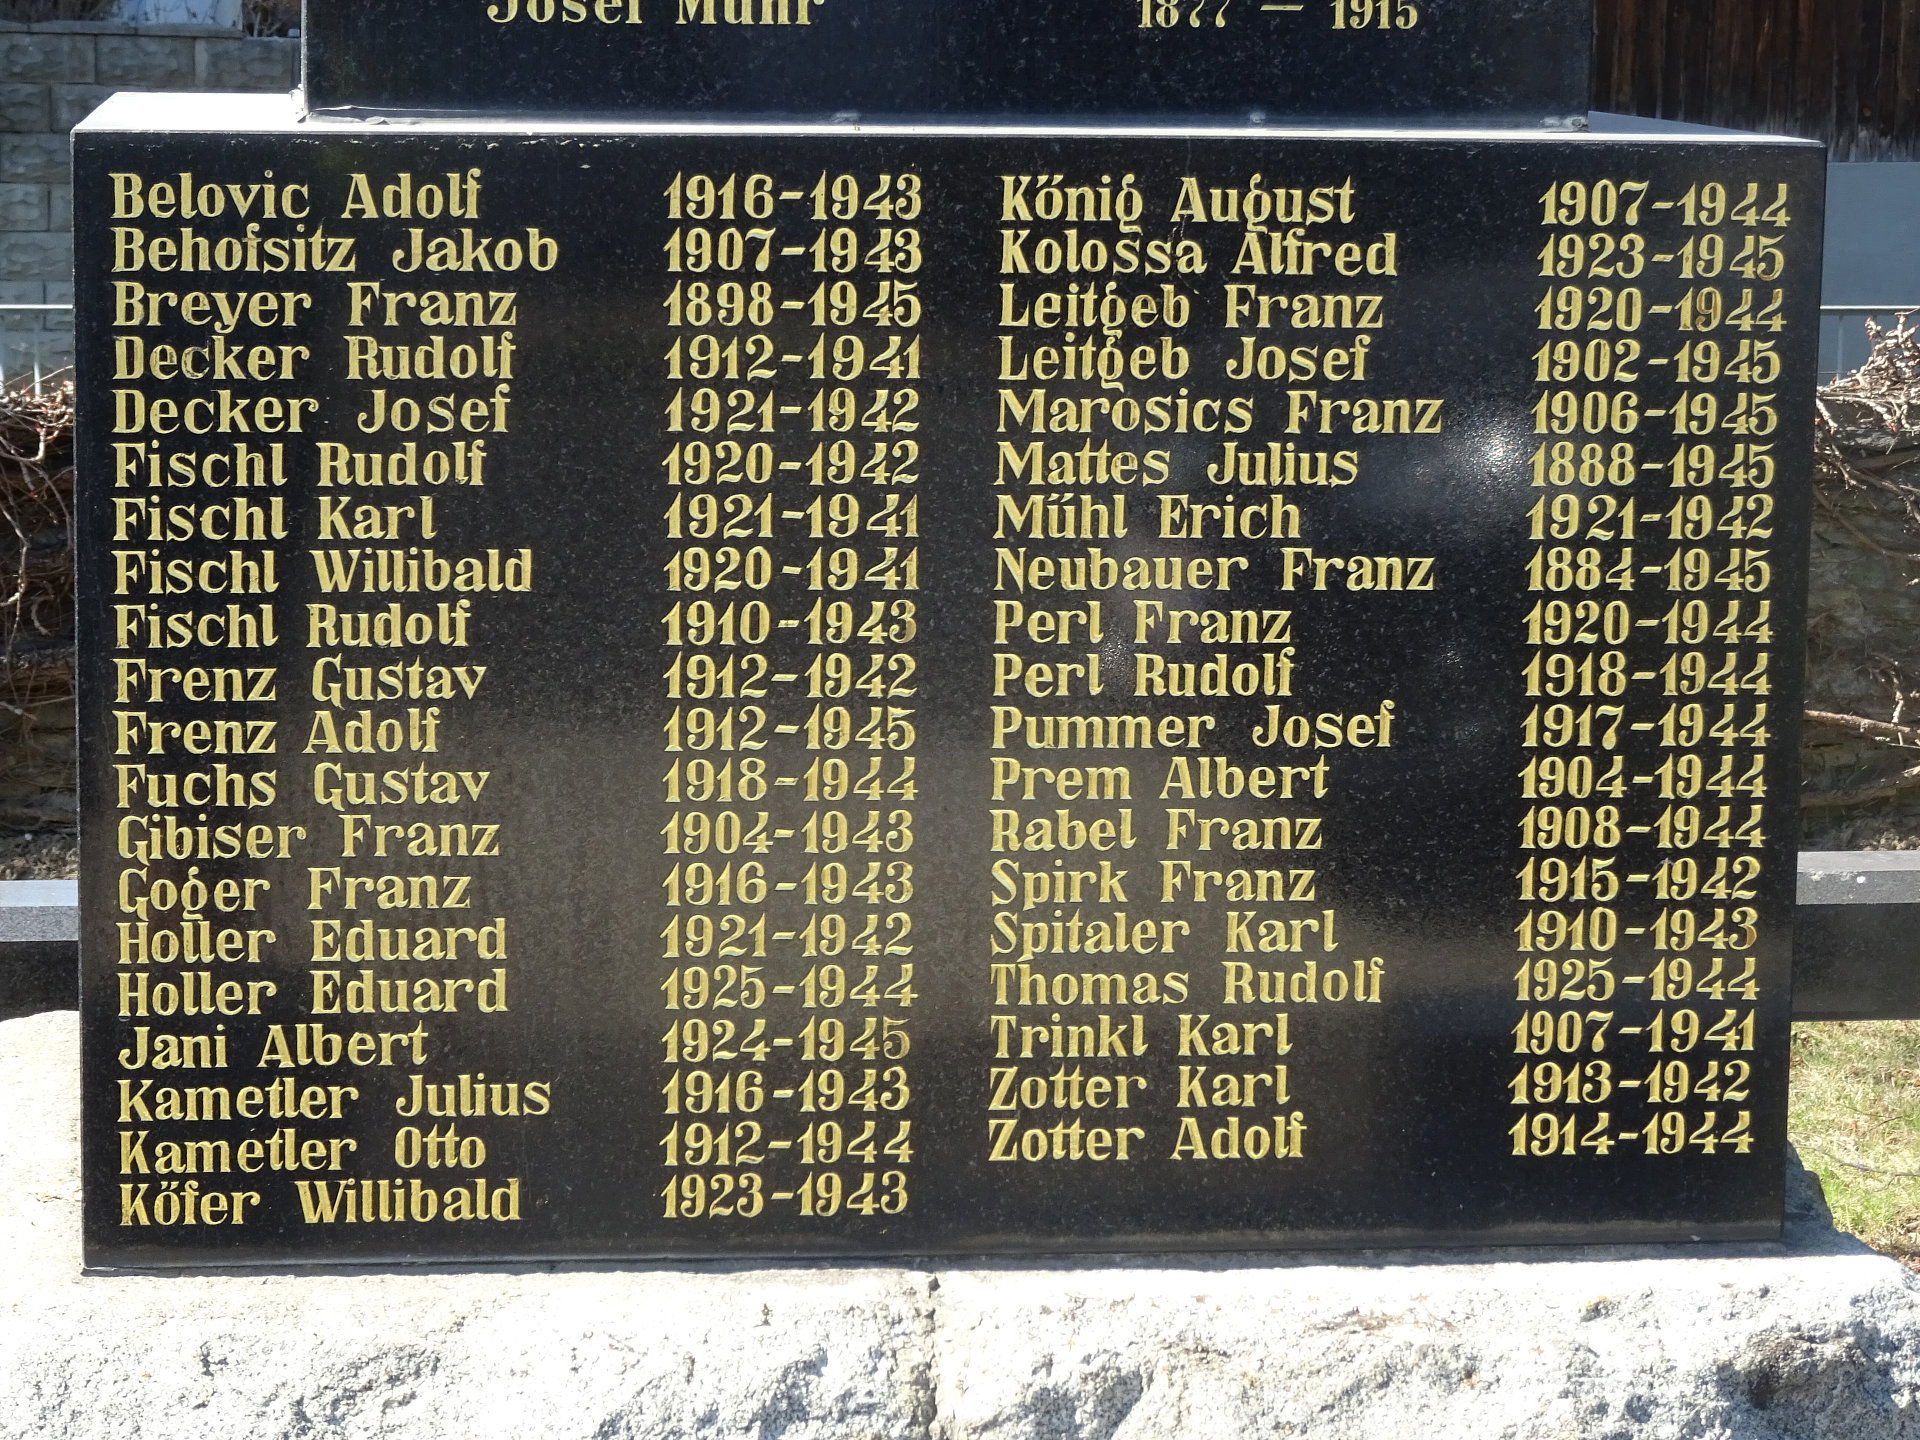 Josef Muhr 1877 — 1915
Belovic Adolf 1916-1943
Behofsitz Jakob 1907-1943
Breyer Franz 1898-1945
Decker Rudolf 1912-1941
Decker Josef 1921-1942
Fischl Rudolf 1920-1942
Fischl Karl 1921-1941
Fischl Willibald 1920-1941
Fischl Rudolf 1910-1943
Frenz Gustav 1912-1942
Frenz Adolf 1912-1945
Fuchs Gustav 1918-1944
Gibiser Franz 1904-1943
Goger Franz 1916-1943
Holler Eduard 1921-1942
Holler Eduard 1925-1944
Jani Albert 1924-1945
Kametler Julius 1916-1943
Kametler Otto 1912-1944
Köfer Willibald 1923-1943
König August 1907-1944
Kolossa Alfred 1923-1945
Leitgeb Franz 1920-1944
Leitgeb Josef 1902-1945
Marosics Franz 1906-1945
Mattes Julius 1888-1945
Mühl Erich 1921-1942
Neubauer Franz 1884-1945
Perl Franz 1920-1944
Perl Rudolf 1918-1944
Pummer Josef 1917-1944
Prem Albert 1904-1944
Rabel Franz 1908-1944
Spirk Franz 1915-1942
Spitaler Karl 1910-1943
Thomas Rudolf 1925-1944
Trinkl Karl 1907-1941
Zotter Karl 1913-1942
Zotter Adolf 1914-1944